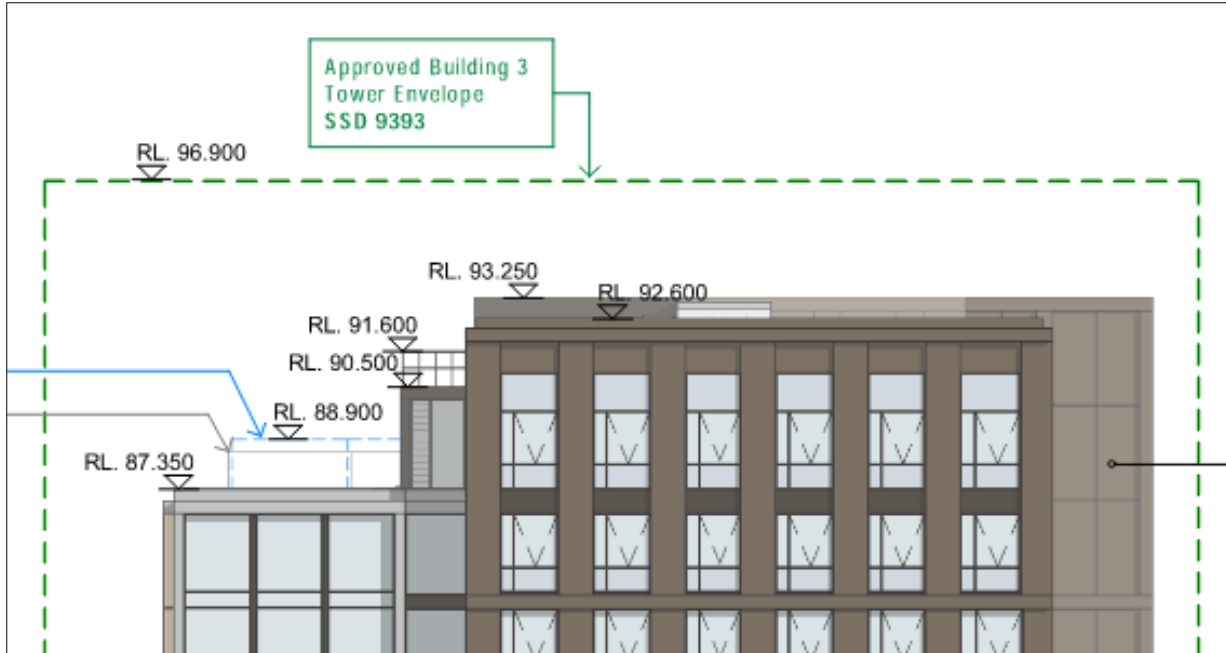 Approved Building 3
Tower Envelope
SSD 9393
RL. 96.900
RL. 93.250
RL. 92.600
RL. 91.600
RL. 90.500
RL. 88.900
RL. 87.350